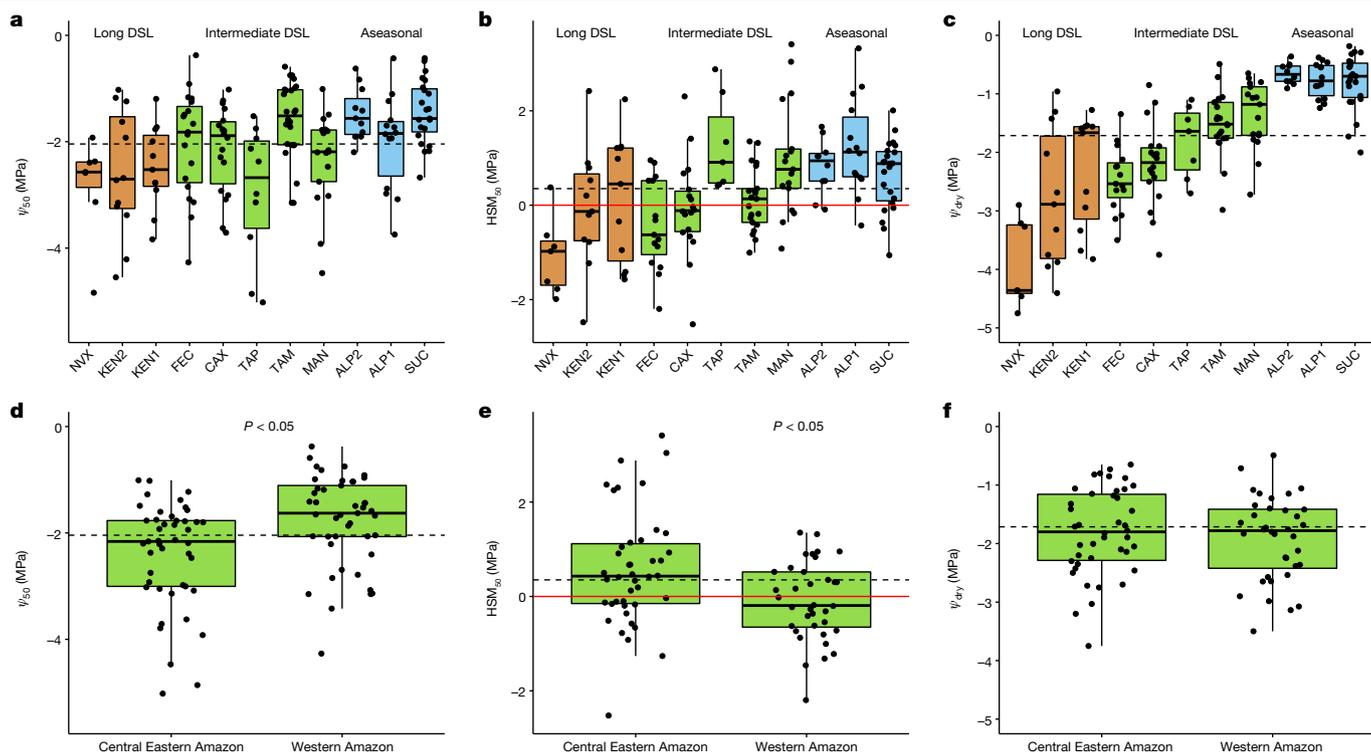 a
Long DSL Intermediate DSL Aseasonal
0
−2
−4
ψ50 (MPa)
NVX KEN2 KEN1 FEC CAX TAP TAM MAN ALP2 ALP1 SUC
b
Long DSL Intermediate DSL Aseasonal
2
0
−2
HSM50 (MPa)
NVX KEN2 KEN1 FEC CAX TAP TAM MAN ALP2 ALP1 SUC
c
Long DSL Intermediate DSL Aseasonal
0
−1
−2
−3
−4
−5
ψdry (MPa)
NVX KEN2 KEN1 FEC CAX TAP TAM MAN ALP2 ALP1 SUC
d
P < 0.05
0
−2
−4
ψ50 (MPa)
Central Eastern Amazon Western Amazon
e
P < 0.05
2
0
−2
HSM50 (MPa)
Central Eastern Amazon Western Amazon
f
0
−1
−2
−3
−4
−5
ψdry (MPa)
Central Eastern Amazon Western Amazon